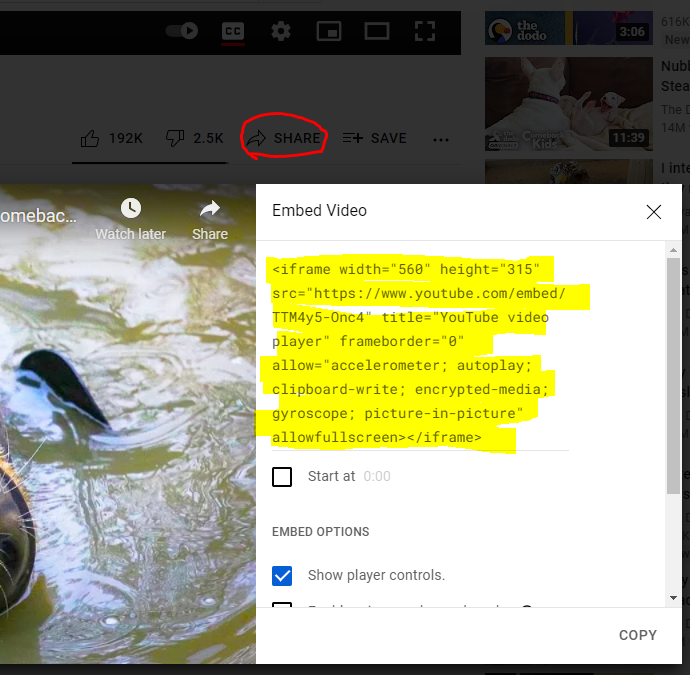 616K
the
dodo
3:06
New
CC
Nubb
Stea
The D
14M
Kids
11:39
192K
2.5K
SHARE
SAVE
I inte
omebac...
Watch later
Share
Embed Video
<iframe width="560" height="315"
src="https://www.youtube.com/embed/
TTM4y5-Onc4" title="YouTube video
player" frameborder="0"
allow="accelerometer; autoplay;
clipboard-write; encrypted-media;
gyroscope; picture-in-picture"
allowfullscreen></iframe>
Start at 0:00
EMBED OPTIONS
Show player controls.
COPY